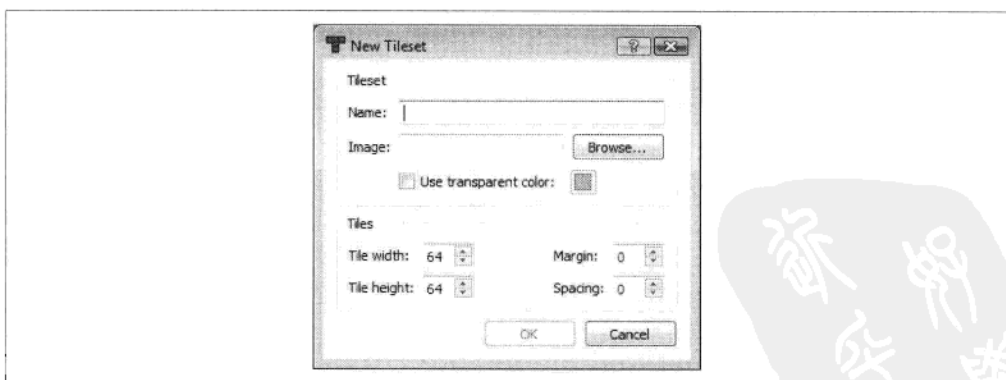 New Tileset
Tileset
Name:
Image: Browse...
Use transparent color:
Tiles
Tile width: 64 Margin: 0
Tile height: 64 Spacing: 0
OK Cancel